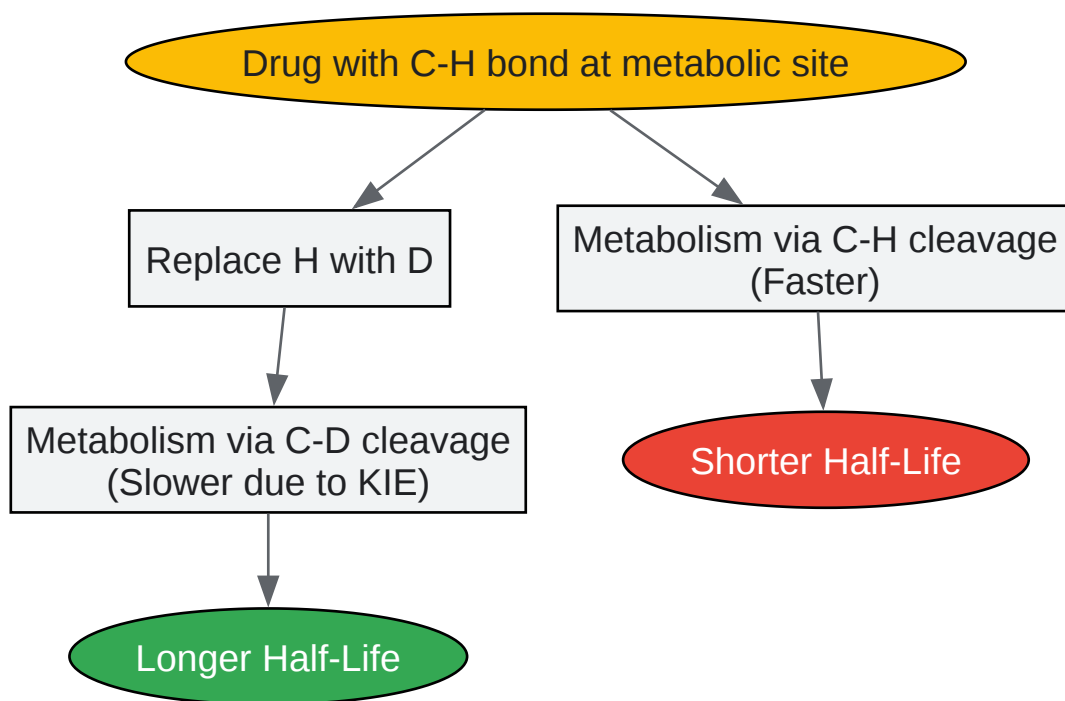 Drug with C-H bond at metabolic site
Replace H with D
Metabolism via C-H cleavage
(Faster)
Metabolism via C-D cleavage
(Slower due to KIE)
Shorter Half-Life
Longer Half-Life